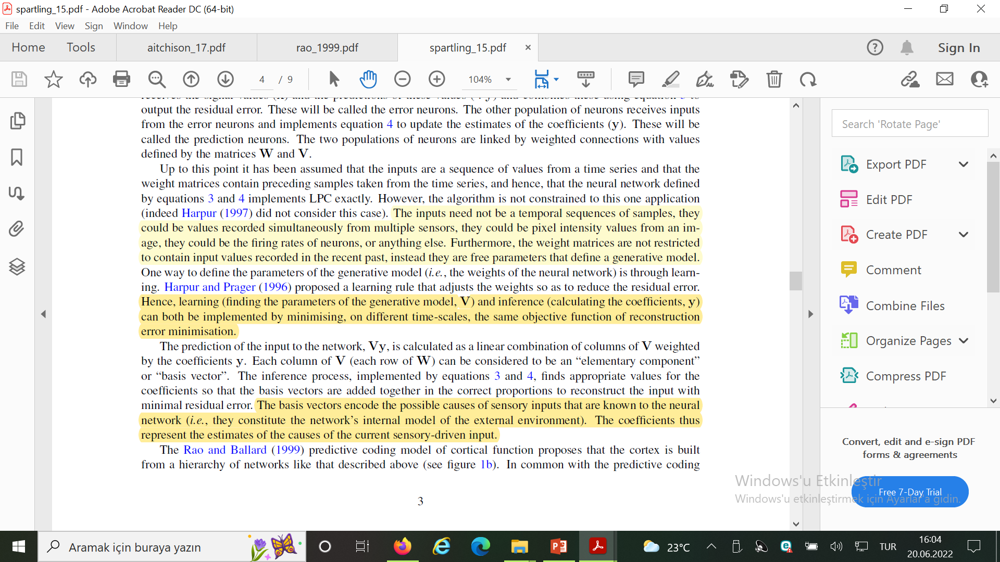 spartling_15.pdf - Adobe Acrobat Reader DC (64-bit)
File Edit View Sign Window Help
Home Tools aitchison_17.pdf rao_1999.pdf spartling_15.pdf × Sign In
4 / 9 104%
output the residual error. These will be called the error neurons. The other population of neurons receives inputs
from the error neurons and implements equation 4 to update the estimates of the coefficients (y). These will be
called the prediction neurons. The two populations of neurons are linked by weighted connections with values
defined by the matrices W and V.
Up to this point it has been assumed that the inputs are a sequence of values from a time series and that the
weight matrices contain preceding samples taken from the time series, and hence, that the neural network defined
by equations 3 and 4 implements LPC exactly. However, the algorithm is not constrained to this one application
(indeed Harpur (1997) did not consider this case). The inputs need not be a temporal sequences of samples, they
could be values recorded simultaneously from multiple sensors, they could be pixel intensity values from an im-
age, they could be the firing rates of neurons, or anything else. Furthermore, the weight matrices are not restricted
to contain input values recorded in the recent past, instead they are free parameters that define a generative model.
One way to define the parameters of the generative model (i.e., the weights of the neural network) is through learn-
ing. Harpur and Prager (1996) proposed a learning rule that adjusts the weights so as to reduce the residual error.
Hence, learning (finding the parameters of the generative model, V) and inference (calculating the coefficients, y)
can both be implemented by minimising, on different time-scales, the same objective function of reconstruction
error minimisation.
The prediction of the input to the network, Vy, is calculated as a linear combination of columns of V weighted
by the coefficients y. Each column of V (each row of W) can be considered to be an “elementary component”
or “basis vector”. The inference process, implemented by equations 3 and 4, finds appropriate values for the
coefficients so that the basis vectors are added together in the correct proportions to reconstruct the input with
minimal residual error. The basis vectors encode the possible causes of sensory inputs that are known to the neural
network (i.e., they constitute the network’s internal model of the external environment). The coefficients thus
represent the estimates of the causes of the current sensory-driven input.
The Rao and Ballard (1999) predictive coding model of cortical function proposes that the cortex is built
from a hierarchy of networks like that described above (see figure 1b). In common with the predictive coding
3
Search 'Rotate Page'
Export PDF
Edit PDF
Create PDF
Comment
Combine Files
Organize Pages
Compress PDF
Convert, edit and e-sign PDF
forms & agreements
Free 7-Day Trial
Windows'u Etkinleştir
Windows'u etkinleştirmek için Ayarlar'a gidin.
Aramak için buraya yazın
23°C
TUR
16:04
20.06.2022